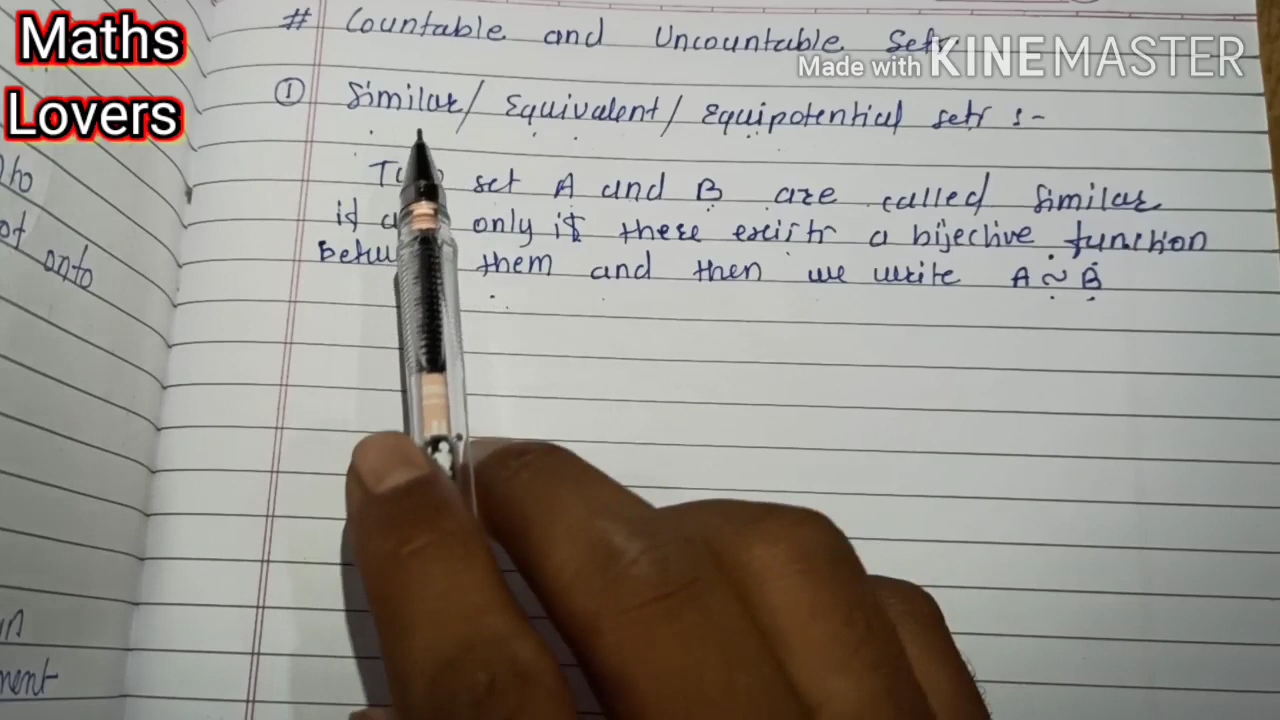 Maths
Lovers
# Countable and Uncountable Sets
Made with KINEMASTER
① Similar/ Equivalent/ Equipotential sets :-
set A and B are called Similar
if only if there exists a bijective function
them and then we write A ~ B
onto